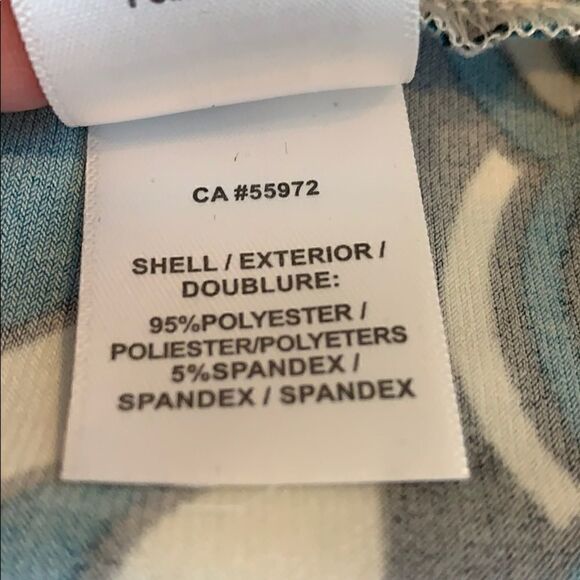 CA #55972
SHELL / EXTERIOR /
DOUBLURE:
95%POLYESTER /
POLIESTER/POLYETERS
5%SPANDEX /
SPANDEX / SPANDEX